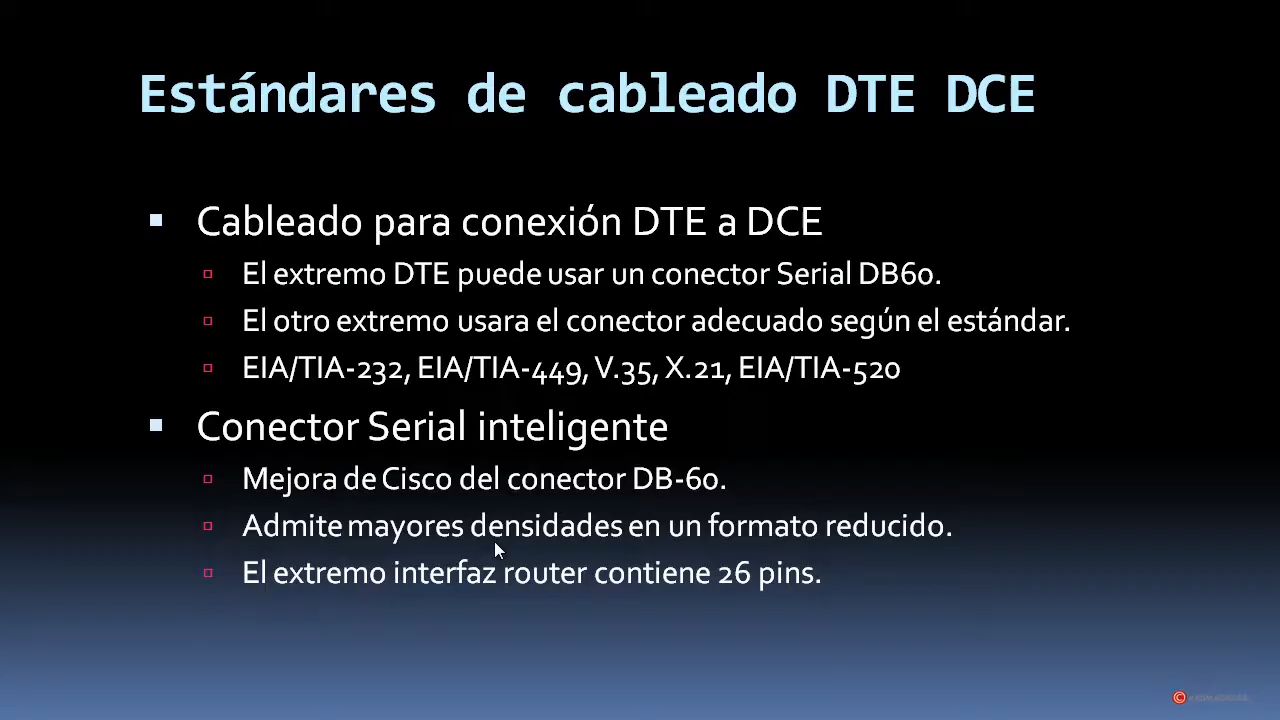 Estándares de cableado DTE DCE
Cableado para conexión DTE a DCE
El extremo DTE puede usar un conector Serial DB60.
El otro extremo usara el conector adecuado según el estándar.
EIA/TIA-232, EIA/TIA-449, V.35, X.21, EIA/TIA-520
Conector Serial inteligente
Mejora de Cisco del conector DB-60.
Admite mayores densidades en un formato reducido.
El extremo interfaz router contiene 26 pins.
©